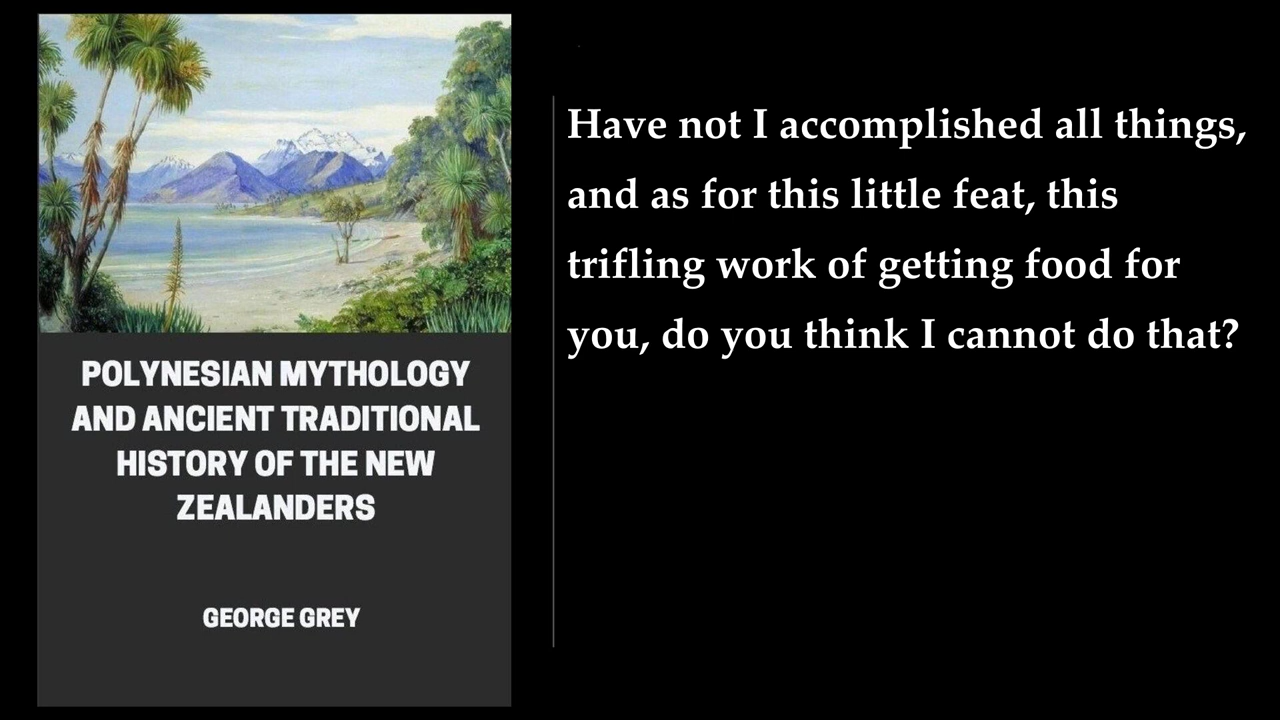 POLYNESIAN MYTHOLOGY
AND ANCIENT TRADITIONAL
HISTORY OF THE NEW
ZEALANDERS
GEORGE GREY
Have not I accomplished all things,
and as for this little feat, this
trifling work of getting food for
you, do you think I cannot do that?